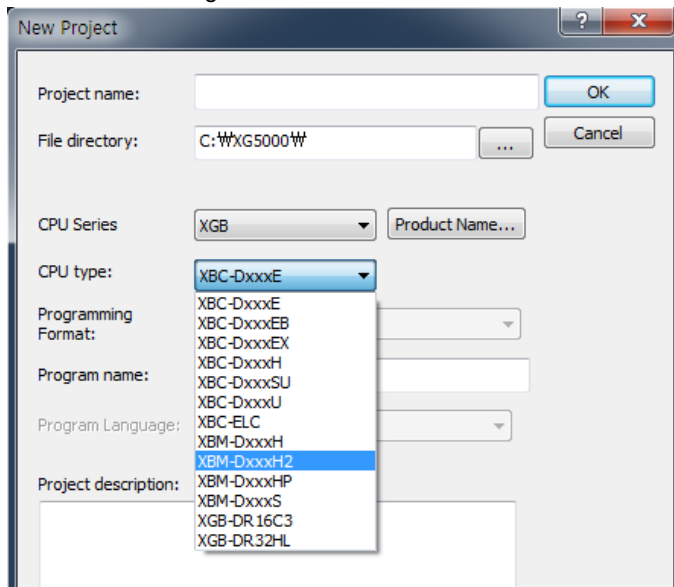 New Project
?
X
Project name:
OK
File directory:
C:₩XG5000₩
...
Cancel
CPU Series
XGB
Product Name...
CPU type:
XBC-DxxxE
XBC-DxxxE
XBC-DxxxEB
XBC-DxxxEX
XBC-DxxxH
XBC-DxxxSU
XBC-DxxxU
XBC-ELC
XBM-DxxxH
XBM-DxxxH2
XBM-DxxxHP
XBM-DxxxS
XGB-DR16C3
XGB-DR32HL
Programming
Format:
Program name:
Program Language:
Project description: